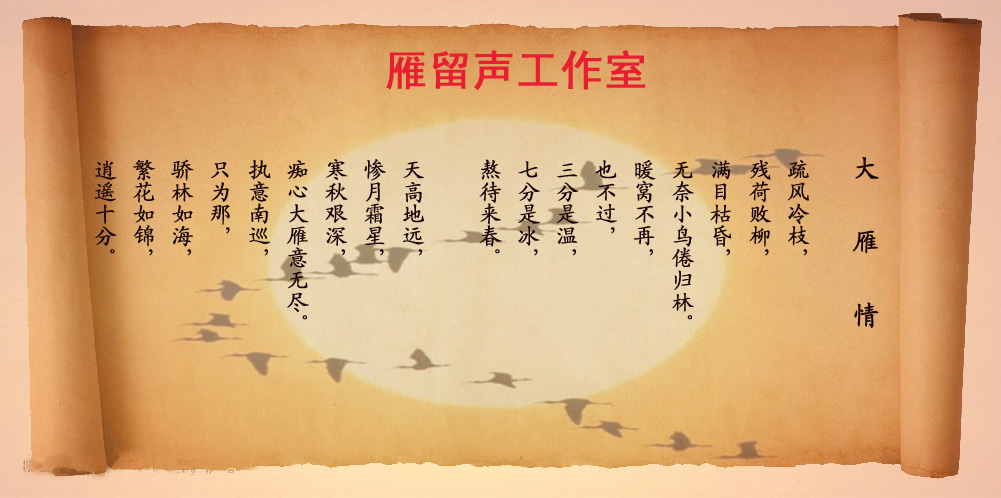 雁留声工作室
大雁情
疏风冷枝，
残荷败柳，
满目枯昏，
无奈小鸟倦归林。
暖窝不再，
也不过，
三分是温，
七分是冰，
熬待来春。
天高地远，
惨月霜星，
寒秋艰深，
痴心大雁意无尽。
执意南巡，
只为那，
骄林如海，
繁花如锦，
逍遥十分。